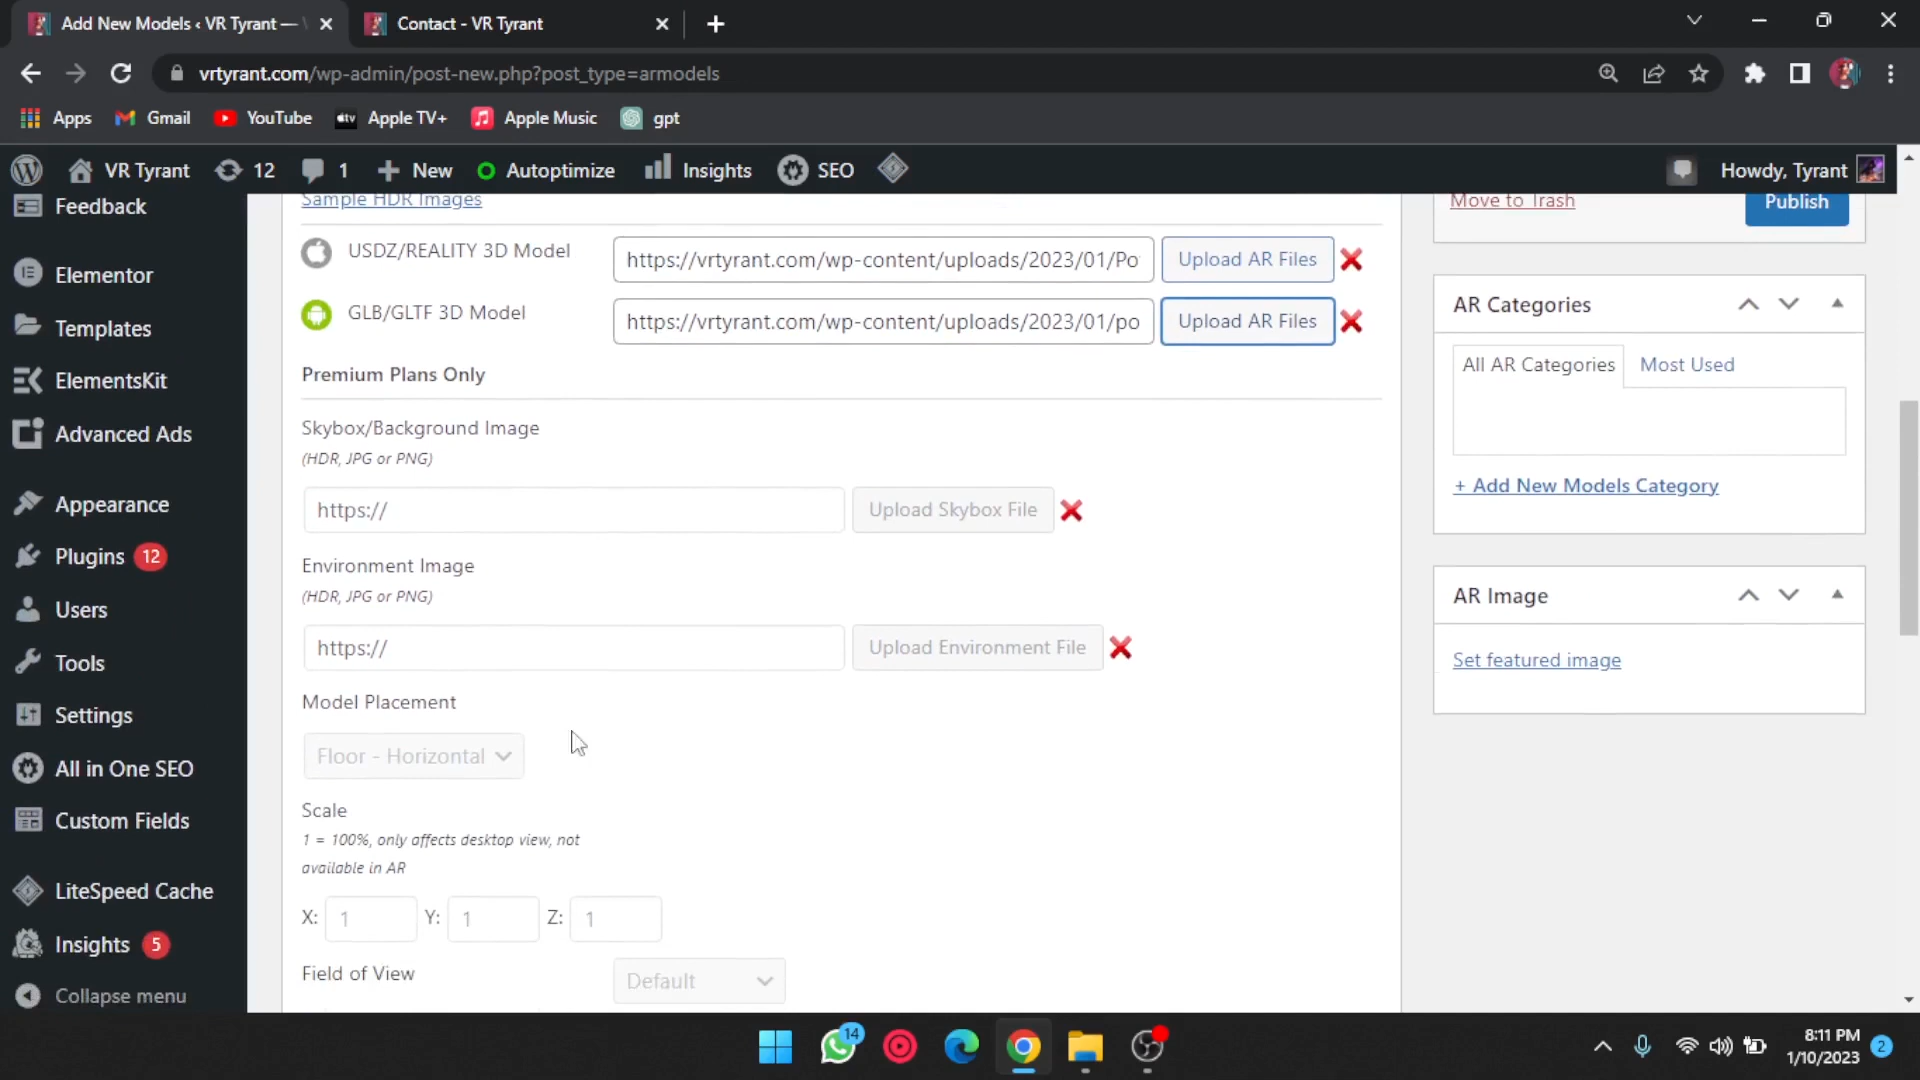 Add New Models ‹ VR Tyrant —
Contact - VR Tyrant
vrtyrant.com/wp-admin/post-new.php?post_type=armodels
Apps
Gmail
YouTube
Apple TV+
Apple Music
gpt
VR Tyrant
12
1
New
Autoptimize
Insights
SEO
Howdy, Tyrant
Feedback
Elementor
Templates
ElementsKit
Advanced Ads
Appearance
Plugins 12
Users
Tools
Settings
All in One SEO
Custom Fields
LiteSpeed Cache
Insights 5
Collapse menu
Sample HDR Images
USDZ/REALITY 3D Model
https://vrtyrant.com/wp-content/uploads/2023/01/Po
Upload AR Files
GLB/GLTF 3D Model
https://vrtyrant.com/wp-content/uploads/2023/01/po
Upload AR Files
Premium Plans Only
Skybox/Background Image
(HDR, JPG or PNG)
https://
Upload Skybox File
Environment Image
(HDR, JPG or PNG)
https://
Upload Environment File
Model Placement
Floor - Horizontal
Scale
1 = 100%, only affects desktop view, not
available in AR
X: 1 Y: 1 Z: 1
Field of View
Default
Move to Trash
Publish
AR Categories
All AR Categories
Most Used
+ Add New Models Category
AR Image
Set featured image
14
8:11 PM
1/10/2023
2